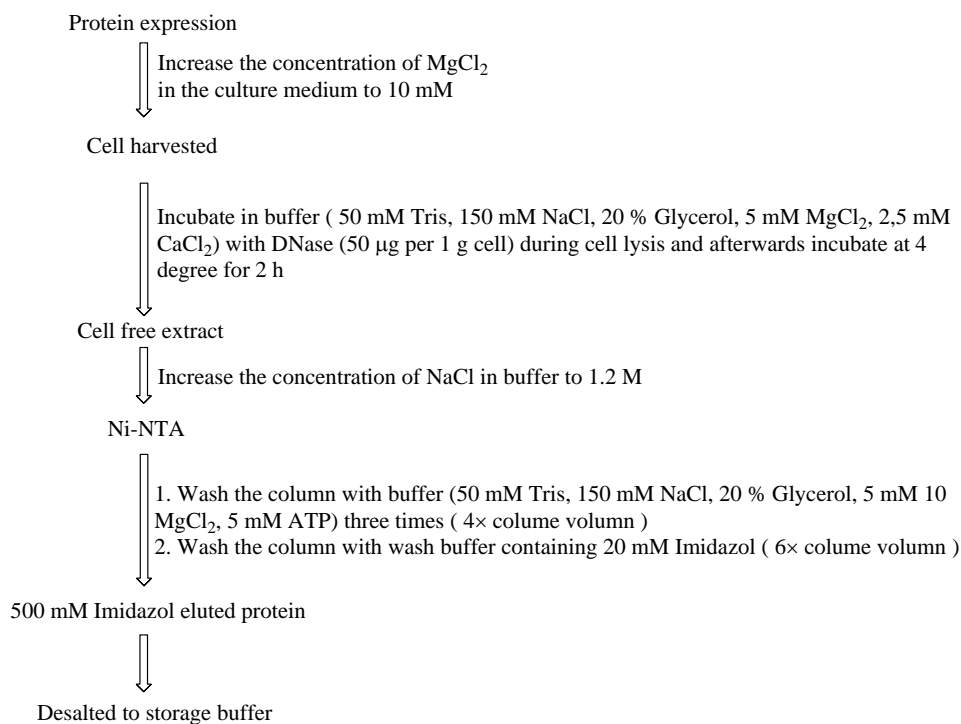 Protein expression
Increase the concentration of MgCl₂
in the culture medium to 10 mM
Cell harvested
Incubate in buffer ( 50 mM Tris, 150 mM NaCl, 20 % Glycerol, 5 mM MgCl₂, 2,5 mM
CaCl₂) with DNase (50 μg per 1 g cell) during cell lysis and afterwards incubate at 4
degree for 2 h
Cell free extract
Increase the concentration of NaCl in buffer to 1.2 M
Ni-NTA
1. Wash the column with buffer (50 mM Tris, 150 mM NaCl, 20 % Glycerol, 5 mM 10
MgCl₂, 5 mM ATP) three times ( 4× colume volumn )
2. Wash the column with wash buffer containing 20 mM Imidazol ( 6× colume volumn )
500 mM Imidazol eluted protein
Desalted to storage buffer